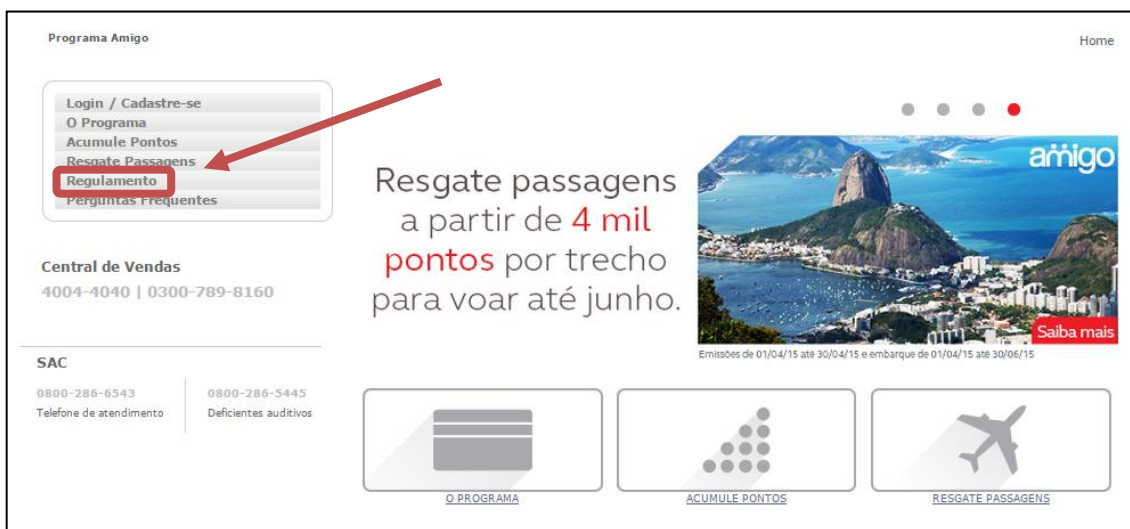 Programa Amigo
Home
Login / Cadastre-se
O Programa
Acumule Pontos
Resgate Passagens
Regulamento
Perguntas Frequentes
Central de Vendas
4004-4040 | 0300-789-8160
SAC
0800-286-6543
Telefone de atendimento
0800-286-5445
Deficientes auditivos
Resgate passagens
a partir de 4 mil
pontos por trecho
para voar até junho.
amigo
Saiba mais
Emissões de 01/04/15 até 30/04/15 e embarque de 01/04/15 até 30/06/15
O PROGRAMA
ACUMULE PONTOS
RESGATE PASSAGENS